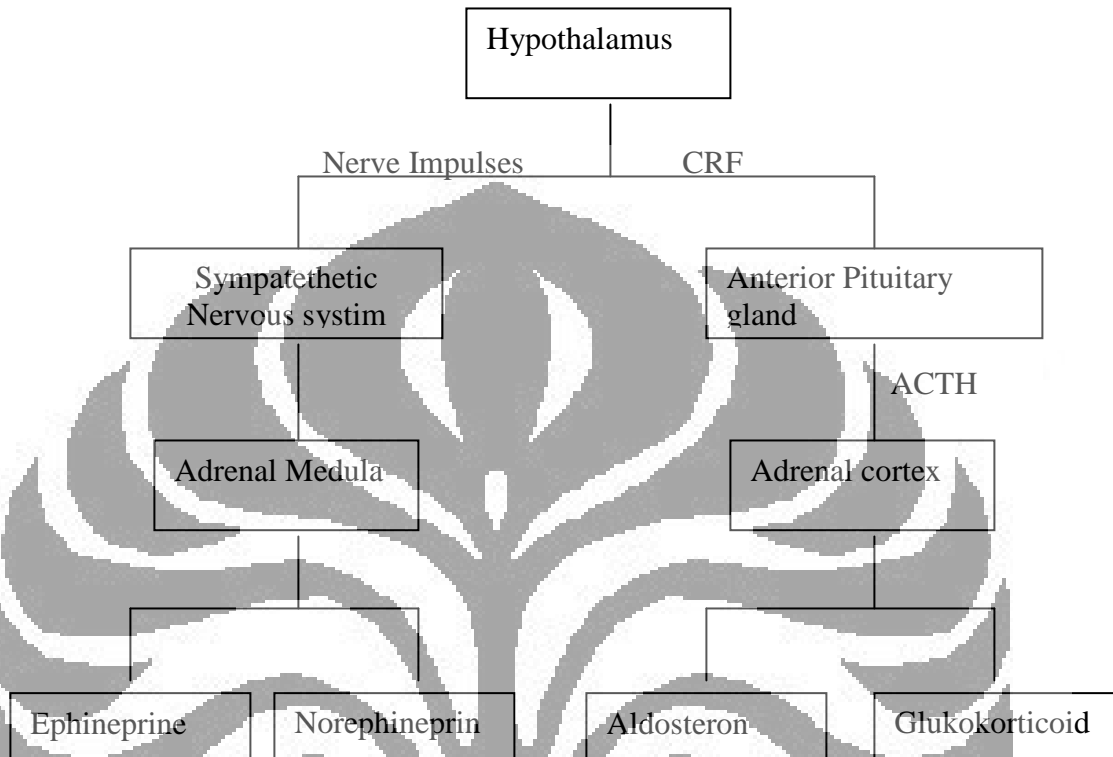 Hypothalamus
Nerve Impulses
CRF
Sympatethetic
Nervous systim
Anterior Pituitary
gland
ACTH
Adrenal Medula
Adrenal cortex
Ephineprine
Norephineprin
Aldosteron
Glukokorticoid